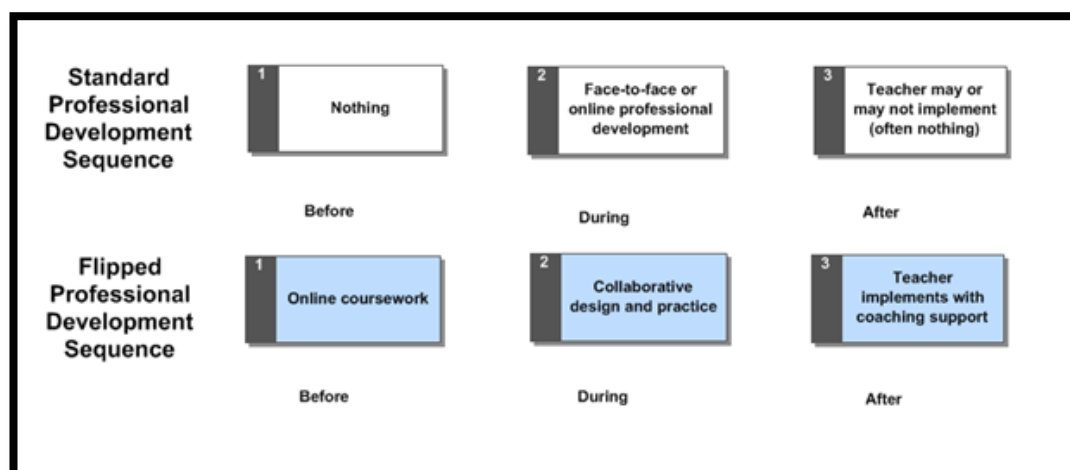 Standard
Professional
Development
Sequence
1
Nothing
2
Face-to-face or
online professional
development
3
Teacher may or
may not implement
(often nothing)
Before
During
After
Flipped
Professional
Development
Sequence
1
Online coursework
2
Collaborative
design and practice
3
Teacher
implements with
coaching support
Before
During
After